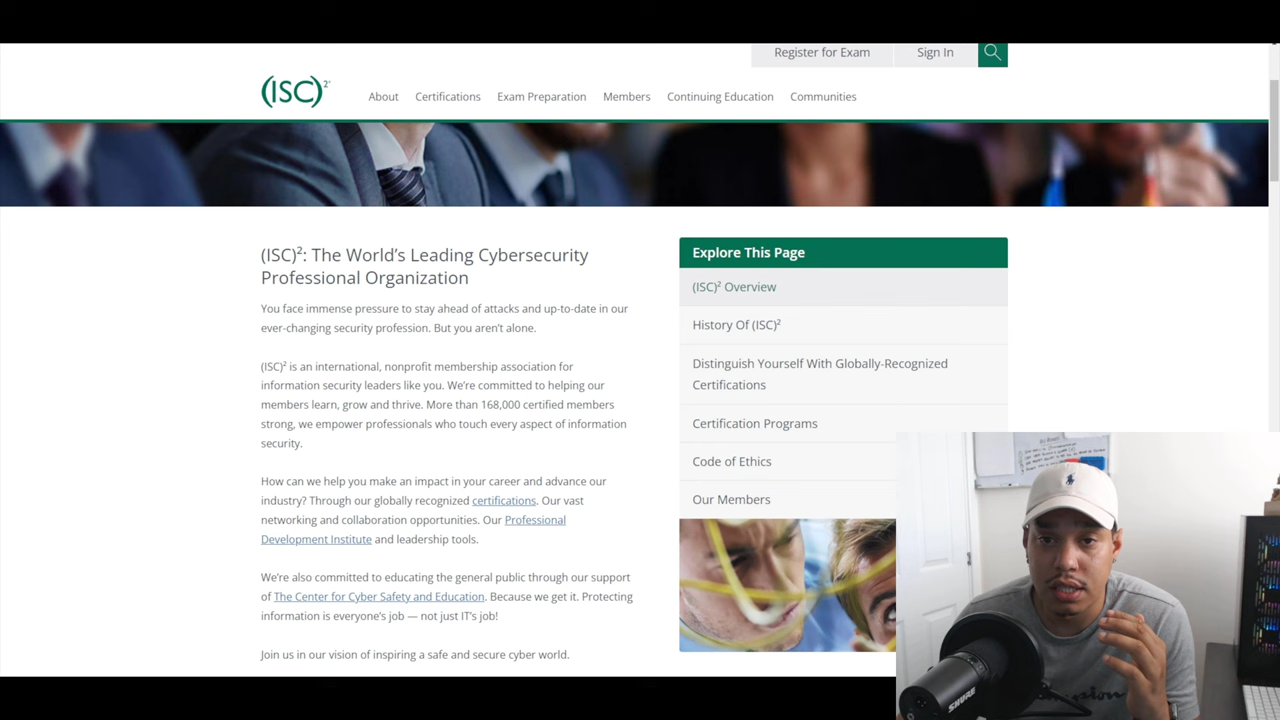 Register for Exam
Sign In
(ISC)²®
About
Certifications
Exam Preparation
Members
Continuing Education
Communities
(ISC)²: The World’s Leading Cybersecurity
Professional Organization
You face immense pressure to stay ahead of attacks and up-to-date in our
ever-changing security profession. But you aren’t alone.
(ISC)² is an international, nonprofit membership association for
information security leaders like you. We’re committed to helping our
members learn, grow and thrive. More than 168,000 certified members
strong, we empower professionals who touch every aspect of information
security.
How can we help you make an impact in your career and advance our
industry? Through our globally recognized certifications. Our vast
networking and collaboration opportunities. Our Professional
Development Institute and leadership tools.
We’re also committed to educating the general public through our support
of The Center for Cyber Safety and Education. Because we get it. Protecting
information is everyone’s job — not just IT’s job!
Join us in our vision of inspiring a safe and secure cyber world.
Explore This Page
(ISC)² Overview
History Of (ISC)²
Distinguish Yourself With Globally-Recognized
Certifications
Certification Programs
Code of Ethics
Our Members
SHURE
Champion